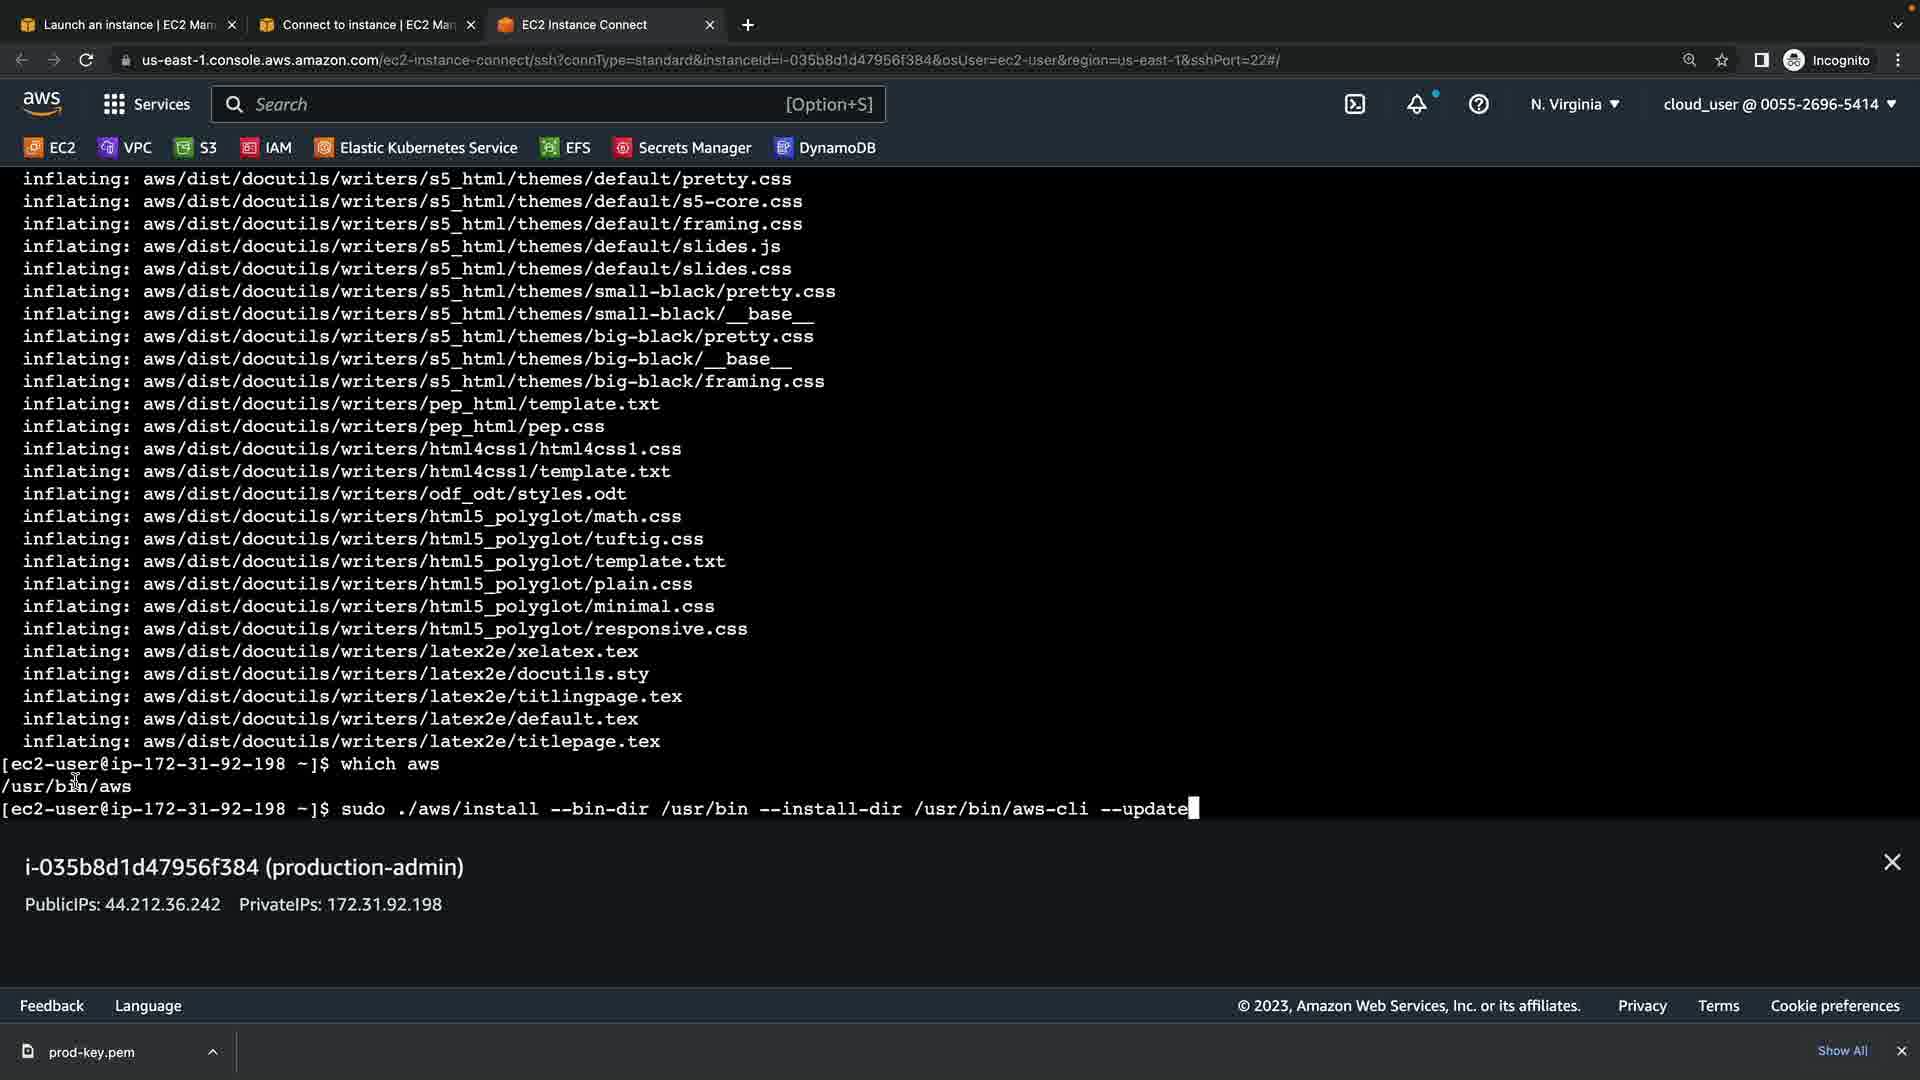 Launch an instance | EC2 Man
Connect to instance | EC2 Man
EC2 Instance Connect
us-east-1.console.aws.amazon.com/ec2-instance-connect/ssh?connType=standard&instanceId=i-035b8d1d47956f384&osUser=ec2-user&region=us-east-1&sshPort=22#/
Incognito
aws
Services
Search
[Option+S]
N. Virginia
cloud_user @ 0055-2696-5414
EC2
VPC
S3
IAM
Elastic Kubernetes Service
EFS
Secrets Manager
DynamoDB
inflating: aws/dist/docutils/writers/s5_html/themes/default/pretty.css
inflating: aws/dist/docutils/writers/s5_html/themes/default/s5-core.css
inflating: aws/dist/docutils/writers/s5_html/themes/default/framing.css
inflating: aws/dist/docutils/writers/s5_html/themes/default/slides.js
inflating: aws/dist/docutils/writers/s5_html/themes/default/slides.css
inflating: aws/dist/docutils/writers/s5_html/themes/small-black/pretty.css
inflating: aws/dist/docutils/writers/s5_html/themes/small-black/__base__
inflating: aws/dist/docutils/writers/s5_html/themes/big-black/pretty.css
inflating: aws/dist/docutils/writers/s5_html/themes/big-black/__base__
inflating: aws/dist/docutils/writers/s5_html/themes/big-black/framing.css
inflating: aws/dist/docutils/writers/pep_html/template.txt
inflating: aws/dist/docutils/writers/pep_html/pep.css
inflating: aws/dist/docutils/writers/html4css1/html4css1.css
inflating: aws/dist/docutils/writers/html4css1/template.txt
inflating: aws/dist/docutils/writers/odf_odt/styles.odt
inflating: aws/dist/docutils/writers/html5_polyglot/math.css
inflating: aws/dist/docutils/writers/html5_polyglot/tuftig.css
inflating: aws/dist/docutils/writers/html5_polyglot/template.txt
inflating: aws/dist/docutils/writers/html5_polyglot/plain.css
inflating: aws/dist/docutils/writers/html5_polyglot/minimal.css
inflating: aws/dist/docutils/writers/html5_polyglot/responsive.css
inflating: aws/dist/docutils/writers/latex2e/xelatex.tex
inflating: aws/dist/docutils/writers/latex2e/docutils.sty
inflating: aws/dist/docutils/writers/latex2e/titlingpage.tex
inflating: aws/dist/docutils/writers/latex2e/default.tex
inflating: aws/dist/docutils/writers/latex2e/titlepage.tex
[ec2-user@ip-172-31-92-198 ~]$ which aws
/usr/bin/aws
[ec2-user@ip-172-31-92-198 ~]$ sudo ./aws/install --bin-dir /usr/bin --install-dir /usr/bin/aws-cli --update
i-035b8d1d47956f384 (production-admin)
PublicIPs: 44.212.36.242 PrivateIPs: 172.31.92.198
Feedback
Language
© 2023, Amazon Web Services, Inc. or its affiliates.
Privacy
Terms
Cookie preferences
prod-key.pem
Show All